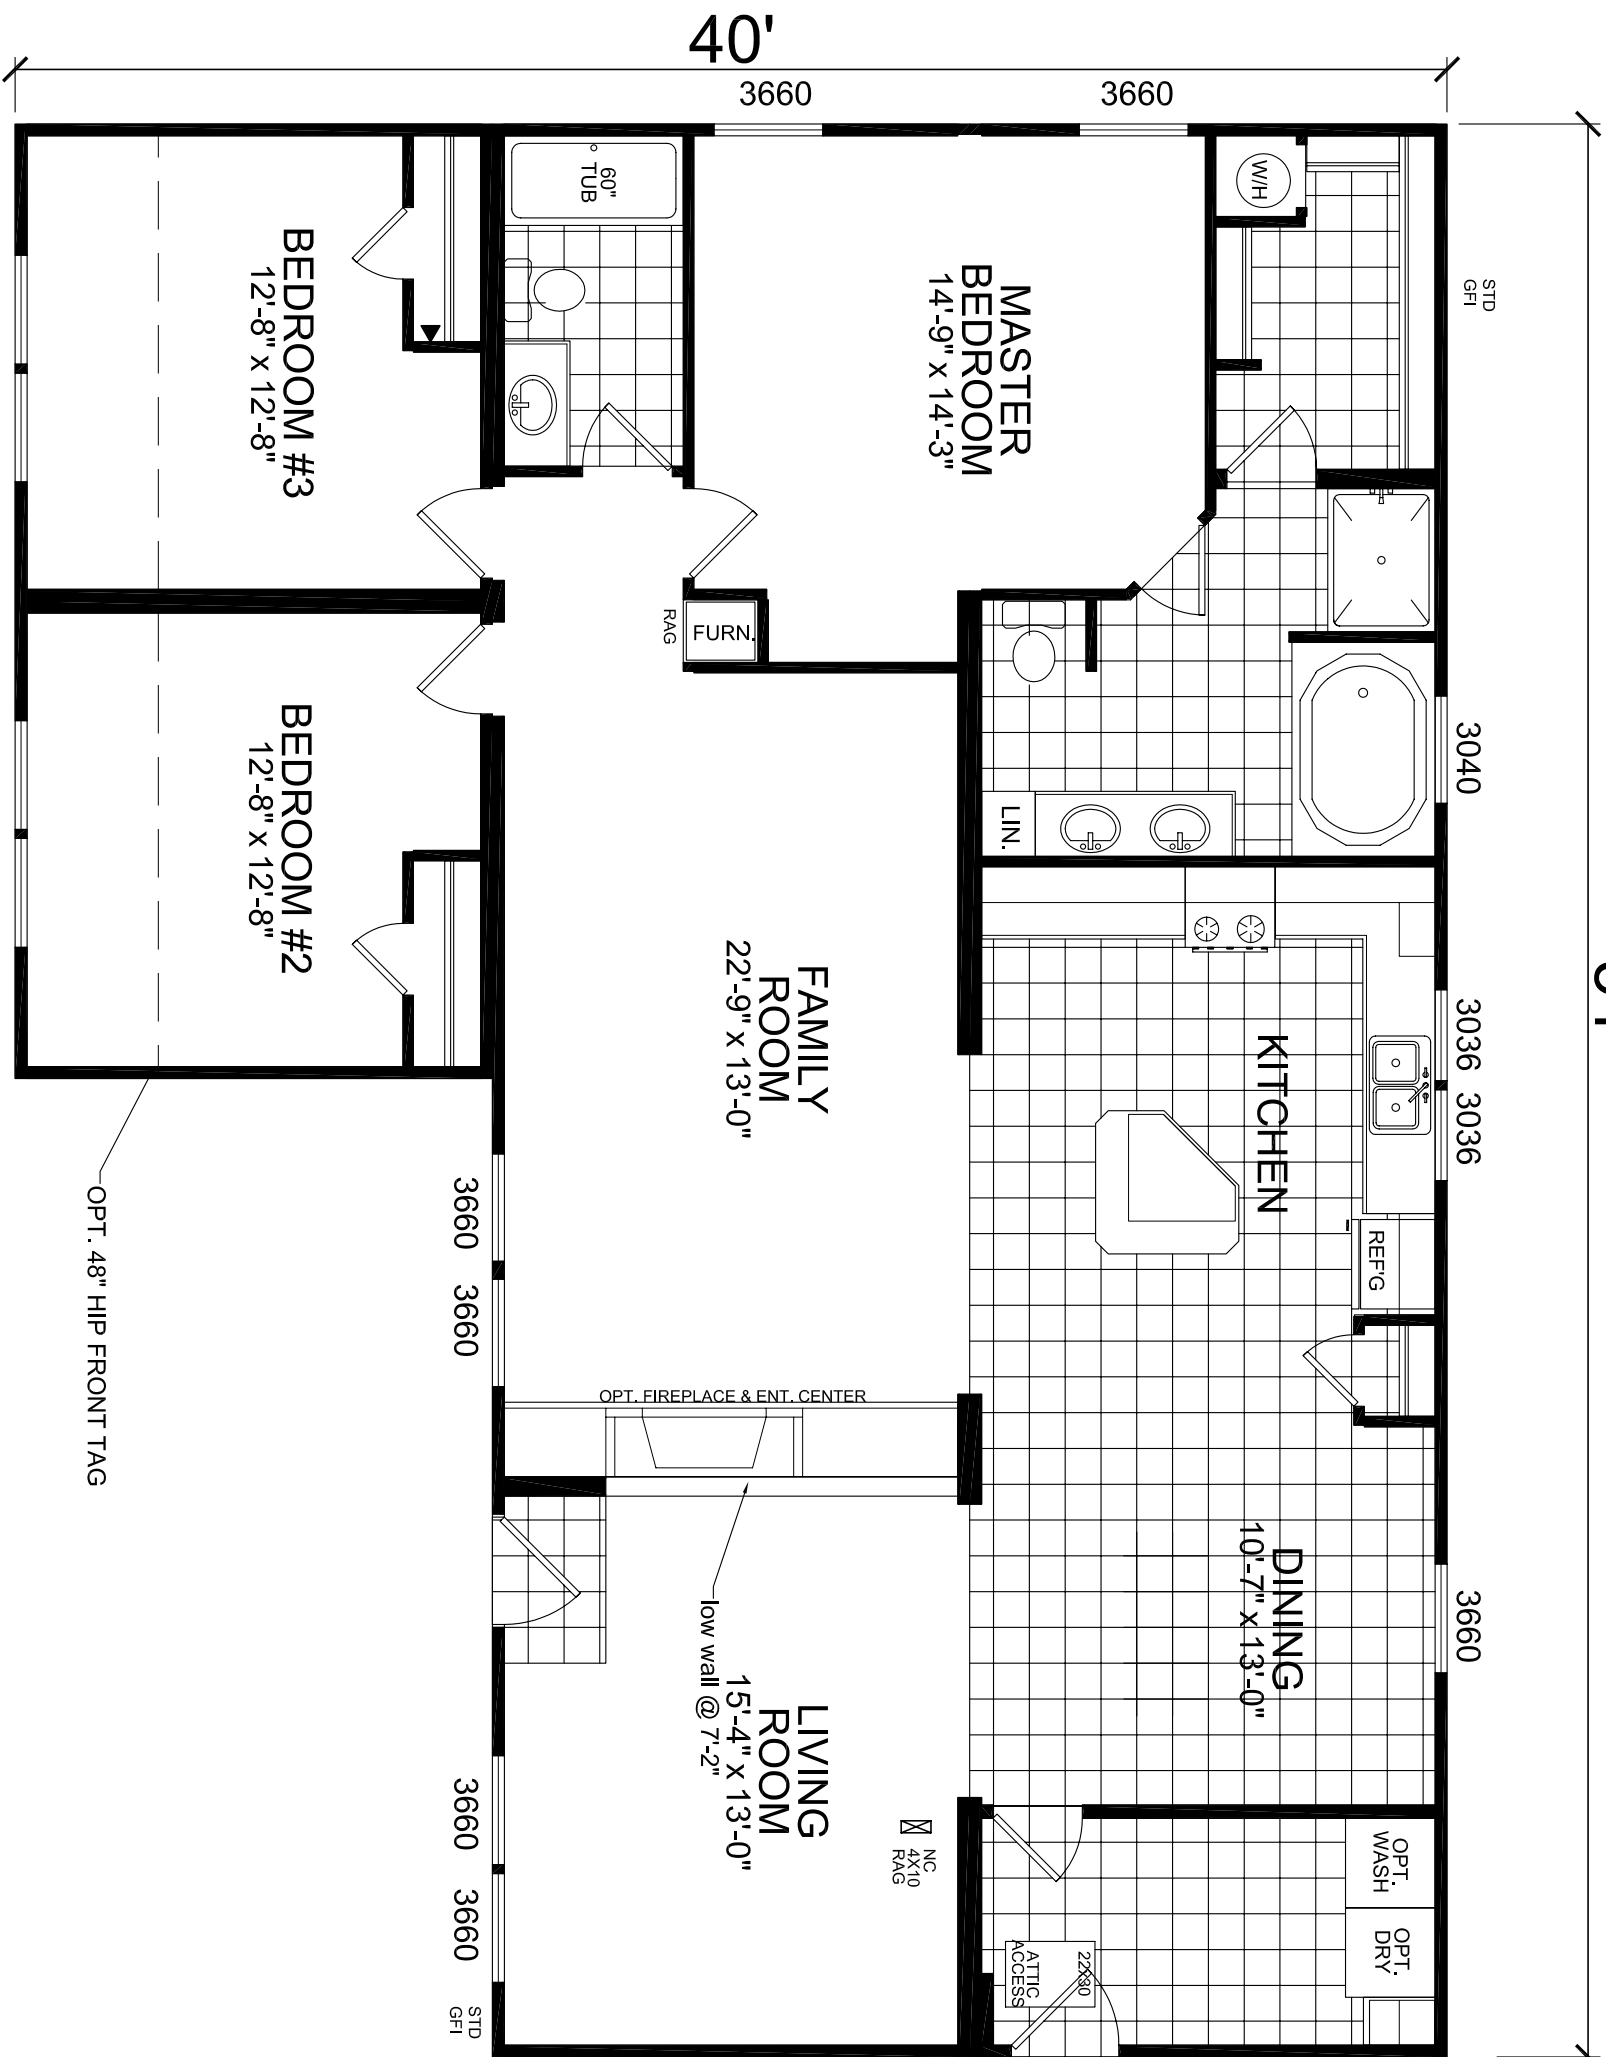 40'
3660
3660
W/H
60"
TUB
STD
GFI
BEDROOM #3
12'-8" x 12'-8"
MASTER
BEDROOM
14'-9" x 14'-3"
FURN.
RAG
3040
LIN.
BEDROOM #2
12'-8" x 12'-8"
FAMILY
ROOM
22'-9" x 13'-0"
KITCHEN
3036
3036
REF'G
OPT. 48" HIP FRONT TAG
3660
3660
OPT. FIREPLACE & ENT. CENTER
DINING
10'-7" x 13'-0"
3660
low wall @ 7'-2"
LIVING
ROOM
15'-4" x 13'-0"
NC
4X10
RAG
OPT.
WASH
OPT.
DRY
22X30
ATTIC
ACCESS
3660
3660
STD
GFI